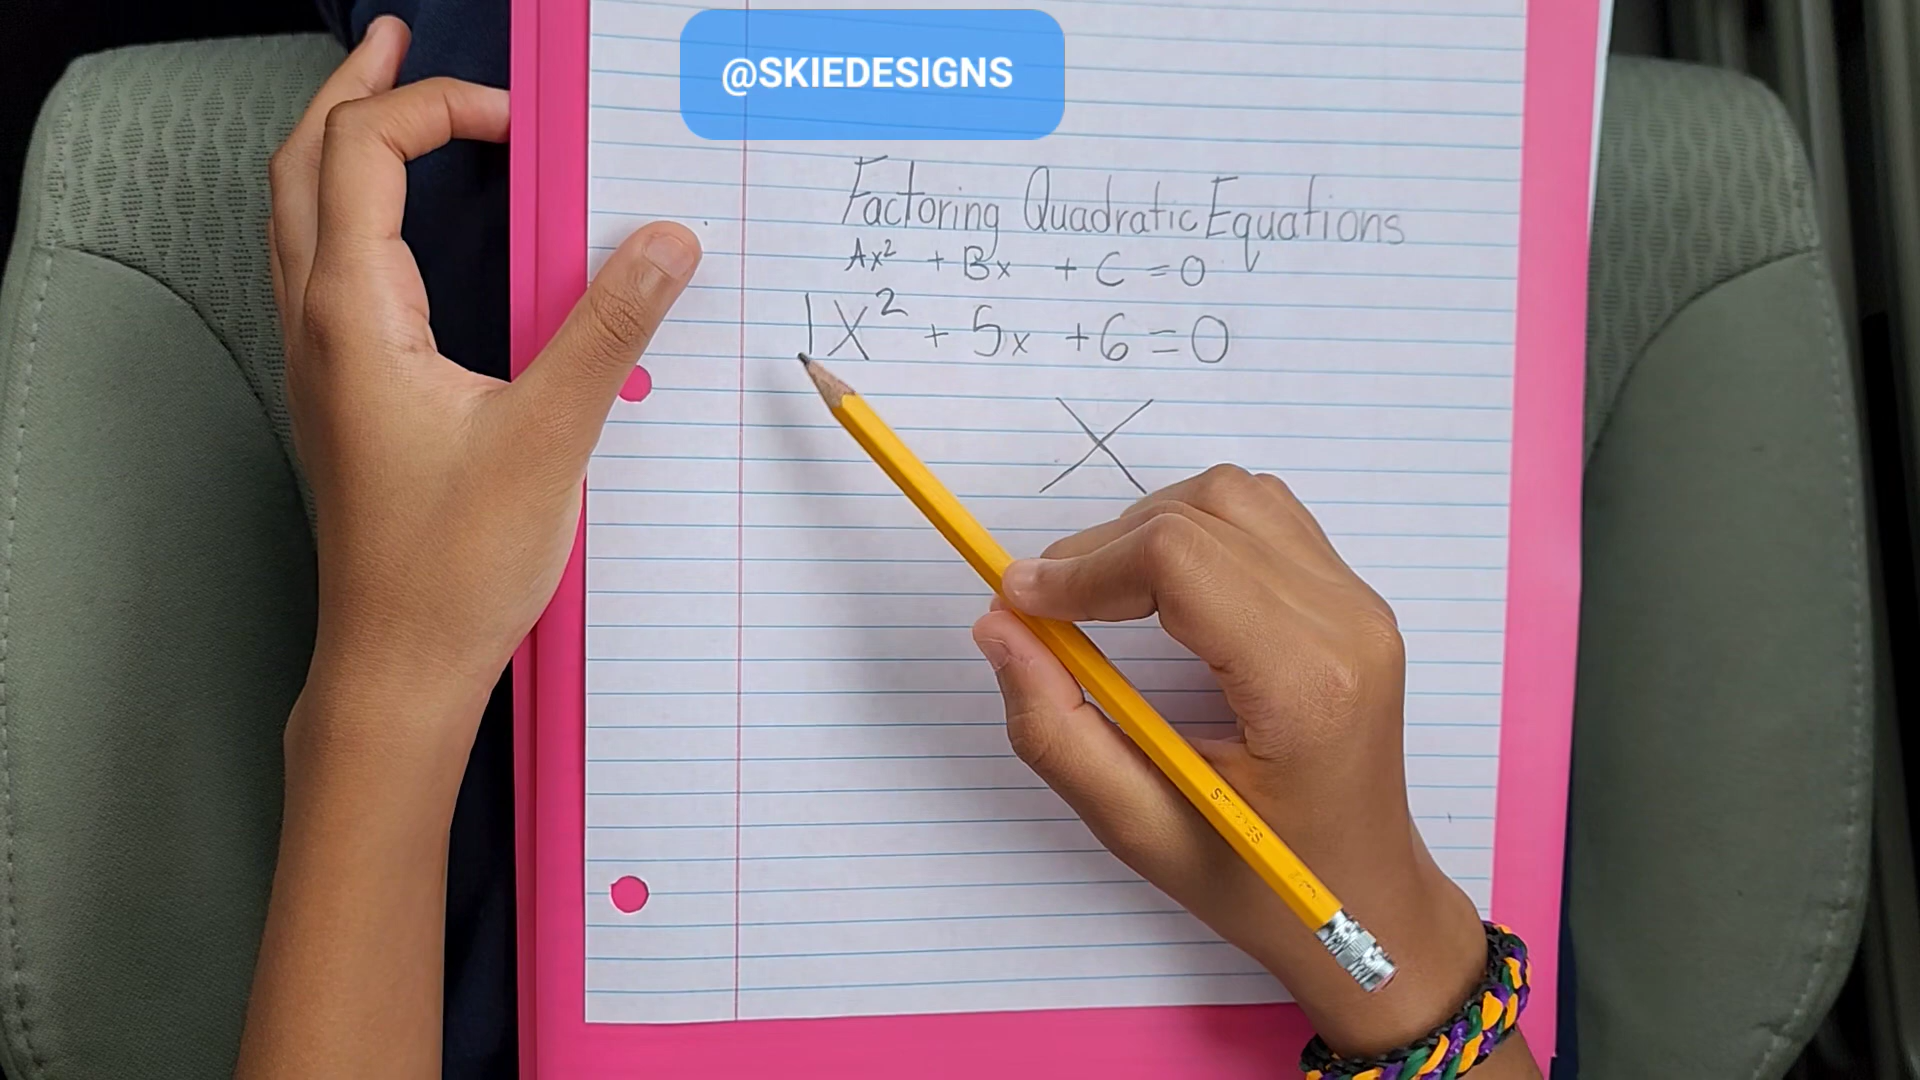 @SKIEDESIGNS
Factoring Quadratic Equations
Ax² + Bx + C = 0
1X² + 5x + 6 = 0
X